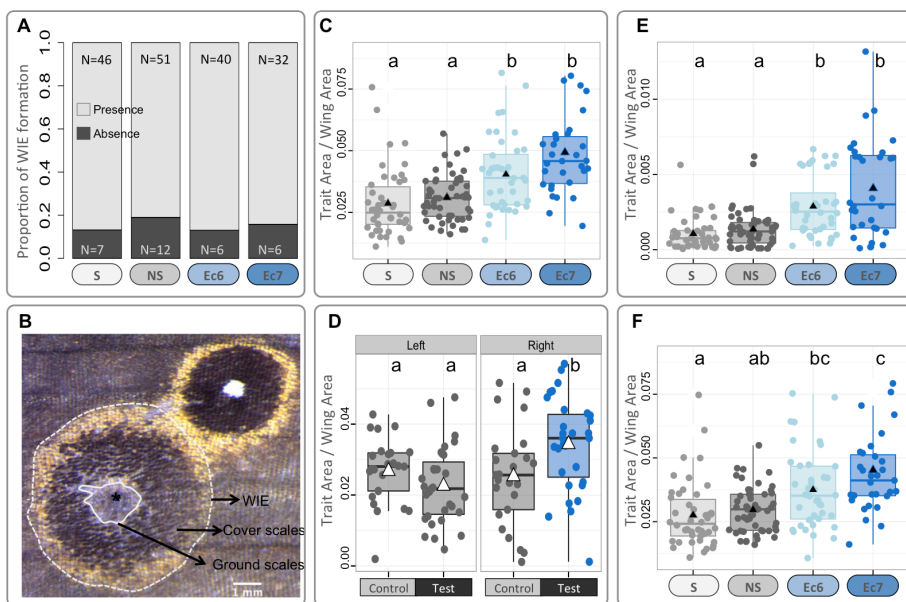 A
Proportion of WIE formation
1.0
0.8
0.6
0.4
0.2
0.0
N=46
N=51
N=40
N=32
Presence
Absence
N=7
N=12
N=6
N=6
S
NS
Ec6
Ec7
B
*
WIE
Cover scales
Ground scales
1 mm
C
Trait Area / Wing Area
0.075
0.050
0.025
a
a
b
b
S
NS
Ec6
Ec7
D
Left
Right
Trait Area / Wing Area
0.04
0.02
0.00
a
a
a
b
Control
Test
Control
Test
E
Trait Area / Wing Area
0.010
0.005
0.000
a
a
b
b
S
NS
Ec6
Ec7
F
Trait Area / Wing Area
0.075
0.050
0.025
a
ab
bc
c
S
NS
Ec6
Ec7